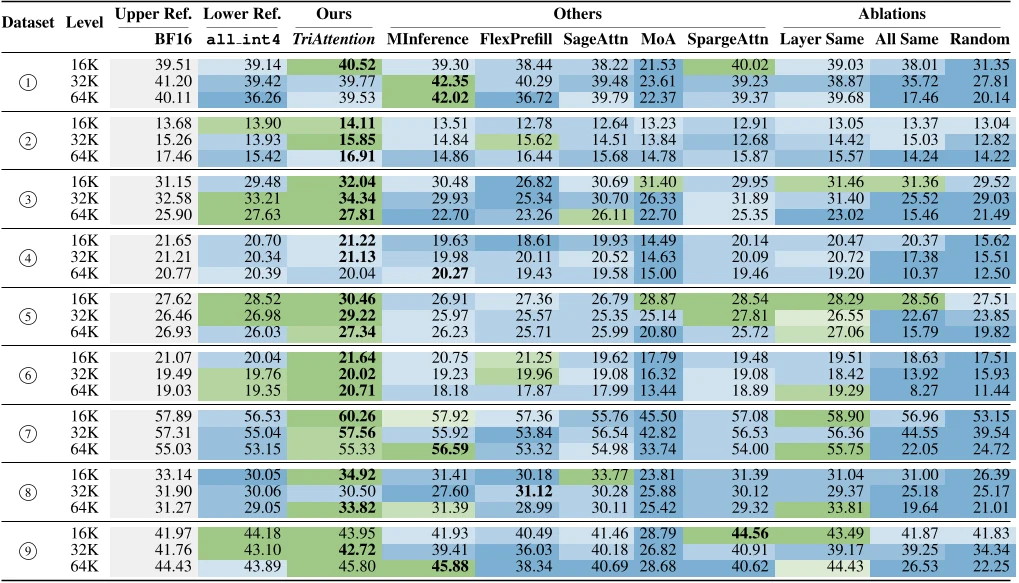 Dataset Level Upper Ref. Lower Ref. Ours Others Ablations
BF16 all_int4 TriAttention MInference FlexPrefill SageAttn MoA SpargeAttn Layer Same All Same Random
① 16K 39.51 39.14 40.52 39.30 38.44 38.22 21.53 40.02 39.03 38.01 31.35
32K 41.20 39.42 39.77 42.35 40.29 39.48 23.61 39.23 38.87 35.72 27.81
64K 40.11 36.26 39.53 42.02 36.72 39.79 22.37 39.37 39.68 17.46 20.14
② 16K 13.68 13.90 14.11 13.51 12.78 12.64 13.23 12.91 13.05 13.37 13.04
32K 15.26 13.93 15.85 14.84 15.62 14.51 13.84 12.68 14.42 15.03 12.82
64K 17.46 15.42 16.91 14.86 16.44 15.68 14.78 15.87 15.57 14.24 14.22
③ 16K 31.15 29.48 32.04 30.48 26.82 30.69 31.40 29.95 31.46 31.36 29.52
32K 32.58 33.21 34.34 29.93 25.34 30.70 26.33 31.89 31.40 25.52 29.03
64K 25.90 27.63 27.81 22.70 23.26 26.11 22.70 25.35 23.02 15.46 21.49
④ 16K 21.65 20.70 21.22 19.63 18.61 19.93 14.49 20.14 20.47 20.37 15.62
32K 21.21 20.34 21.13 19.98 20.11 20.52 14.63 20.09 20.72 17.38 15.51
64K 20.77 20.39 20.04 20.27 19.43 19.58 15.00 19.46 19.20 10.37 12.50
⑤ 16K 27.62 28.52 30.46 26.91 27.36 26.79 28.87 28.54 28.29 28.56 27.51
32K 26.46 26.98 29.22 25.97 25.57 25.35 25.14 27.81 26.55 22.67 23.85
64K 26.93 26.03 27.34 26.23 25.71 25.99 20.80 25.72 27.06 15.79 19.82
⑥ 16K 21.07 20.04 21.64 20.75 21.25 19.62 17.79 19.48 19.51 18.63 17.51
32K 19.49 19.76 20.02 19.23 19.96 19.08 16.32 19.08 18.42 13.92 15.93
64K 19.03 19.35 20.71 18.18 17.87 17.99 13.44 18.89 19.29 8.27 11.44
⑦ 16K 57.89 56.53 60.26 57.92 57.36 55.76 45.50 57.08 58.90 56.96 53.15
32K 57.31 55.04 57.56 55.92 53.84 56.54 42.82 56.53 56.36 44.55 39.54
64K 55.03 53.15 55.33 56.59 53.32 54.98 33.74 54.00 55.75 22.05 24.72
⑧ 16K 33.14 30.05 34.92 31.41 30.18 33.77 23.81 31.39 31.04 31.00 26.39
32K 31.90 30.06 30.50 27.60 31.12 30.28 25.88 30.12 29.37 25.18 25.17
64K 31.27 29.05 33.82 31.39 28.99 30.11 25.42 29.32 33.81 19.64 21.01
⑨ 16K 41.97 44.18 43.95 41.93 40.49 41.46 28.79 44.56 43.49 41.87 41.83
32K 41.76 43.10 42.72 39.41 36.03 40.18 26.82 40.91 39.17 39.25 34.34
64K 44.43 43.89 45.80 45.88 38.34 40.69 28.68 40.62 44.43 26.53 22.25